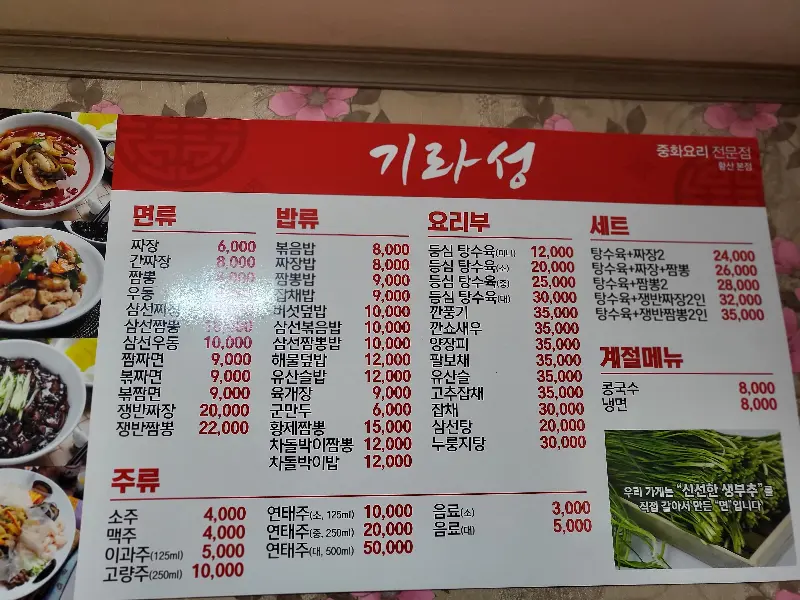 기라성
중화요리 전문점
황산 본점
면류
짜장 6,000
간짜장 8,000
짬뽕
우동
삼선짜장
삼선짬뽕
삼선우동 10,000
짬짜면 9,000
볶짜면 9,000
볶짬면 9,000
쟁반짜장 20,000
쟁반짬뽕 22,000
밥류
볶음밥 8,000
짜장밥 8,000
짬뽕밥 9,000
잡채밥 9,000
버섯덮밥 10,000
삼선볶음밥 10,000
삼선짬뽕밥 10,000
해물덮밥 12,000
유산슬밥 12,000
육개장 9,000
군만두 6,000
황제짬뽕 15,000
차돌박이짬뽕 12,000
차돌박이밥 12,000
요리부
등심 탕수육(미니) 12,000
등심 탕수육(소) 20,000
등심 탕수육(중) 25,000
등심 탕수육(대) 30,000
깐풍기 35,000
깐쇼새우 35,000
양장피 35,000
팔보채 35,000
유산슬 35,000
고추잡채 35,000
잡채 30,000
삼선탕 20,000
누룽지탕 30,000
세트
탕수육+짜장2 24,000
탕수육+짜장+짬뽕 26,000
탕수육+짬뽕2 28,000
탕수육+쟁반짜장2인 32,000
탕수육+쟁반짬뽕2인 35,000
계절메뉴
콩국수 8,000
냉면 8,000
우리 가게는 "신선한 생부추"를
직접 갈아서 만든 "면"입니다
주류
소주 4,000
맥주 4,000
이과주(125ml) 5,000
고량주(250ml) 10,000
연태주(소, 125ml) 10,000
연태주(중, 250ml) 20,000
연태주(대, 500ml) 50,000
음료(소) 3,000
음료(대) 5,000